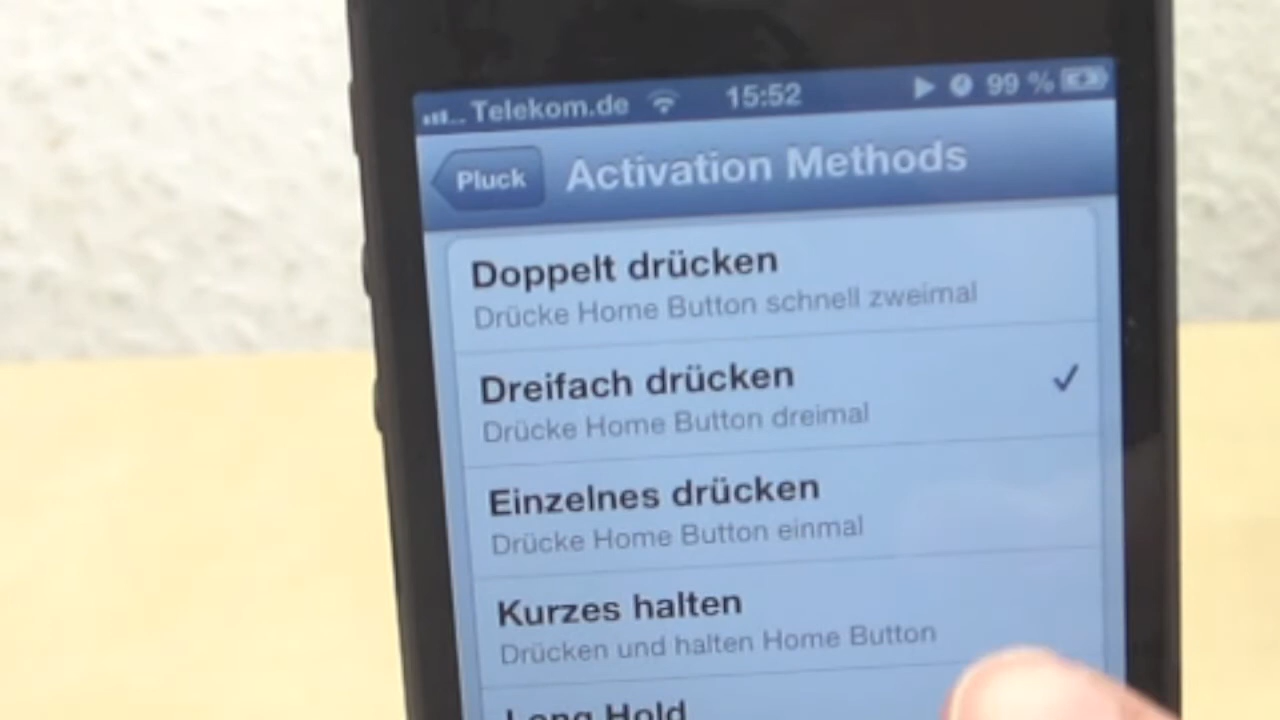 Telekom.de 15:52 99 %
Pluck Activation Methods
Doppelt drücken
Drücke Home Button schnell zweimal
Dreifach drücken
Drücke Home Button dreimal
Einzelnes drücken
Drücke Home Button einmal
Kurzes halten
Drücken und halten Home Button
Long Hold